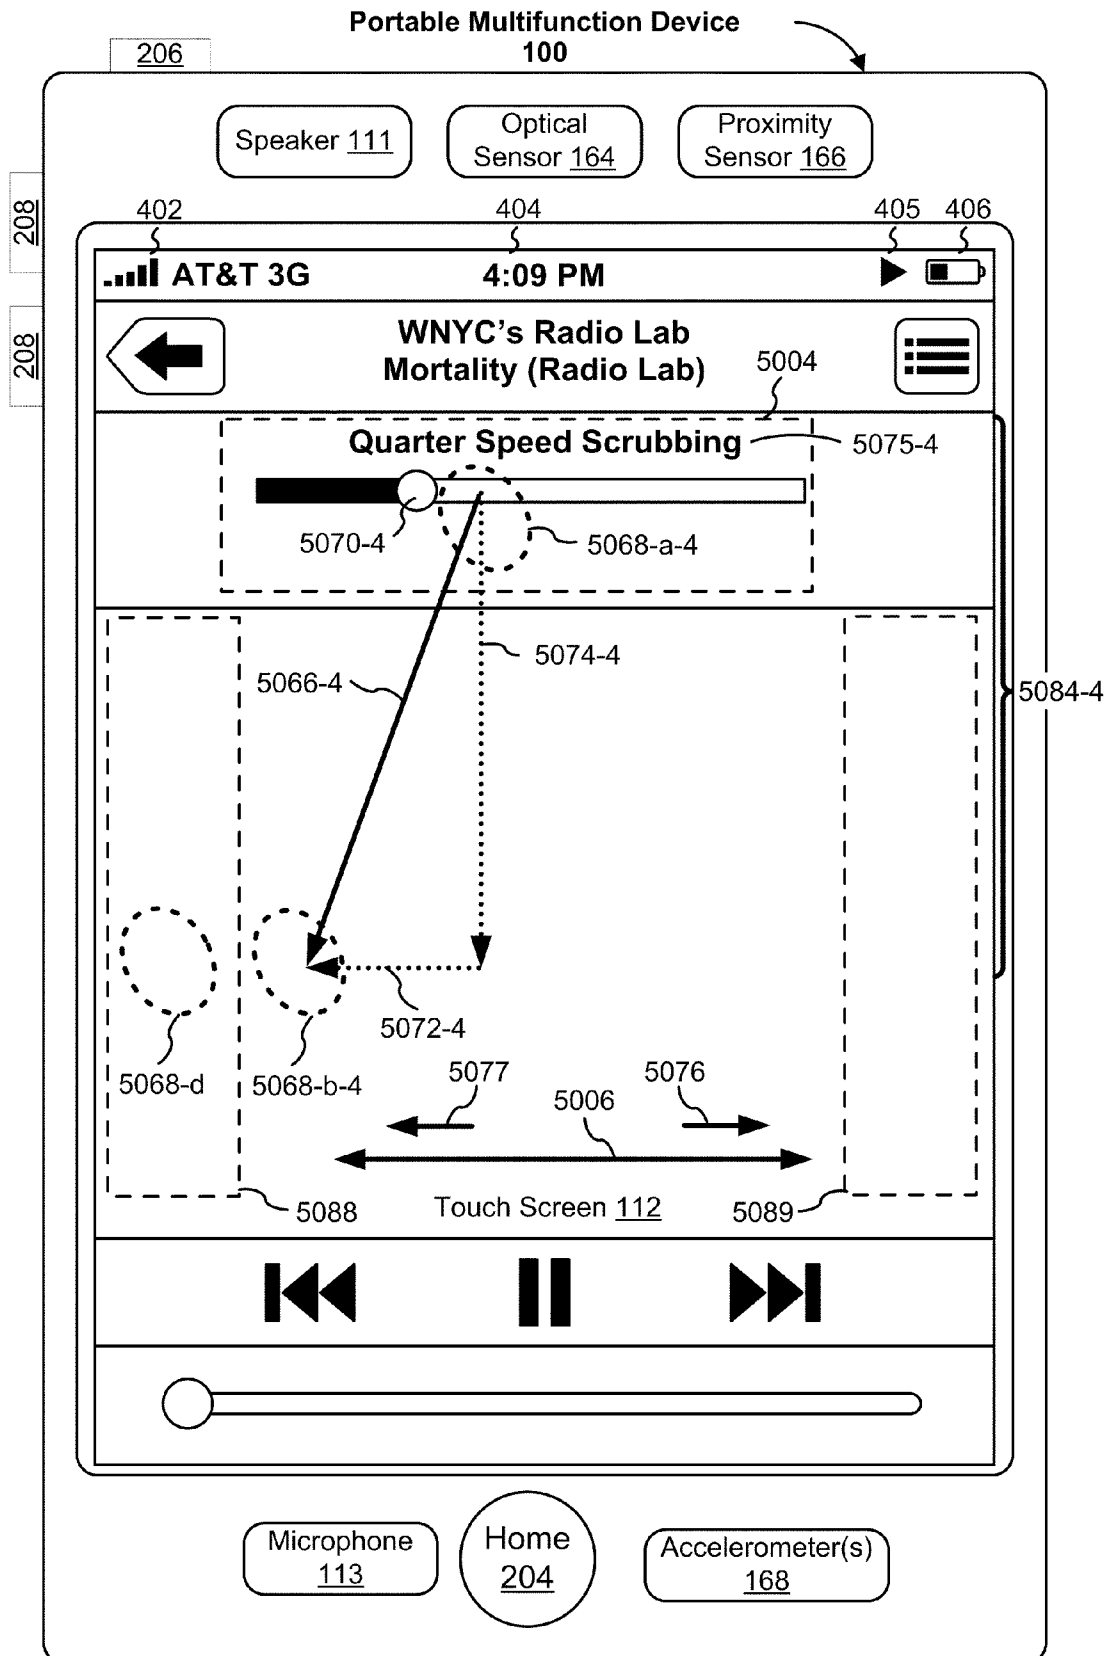 Portable Multifunction Device
100
206
Speaker 111
Optical
Sensor 164
Proximity
Sensor 166
208
208
402
404
405
406
AT&T 3G
4:09 PM
WNYC's Radio Lab
Mortality (Radio Lab)
5004
Quarter Speed Scrubbing
5075-4
5070-4
5068-a-4
5074-4
5066-4
5084-4
5072-4
5068-d
5068-b-4
5077
5076
5006
5088
Touch Screen 112
5089
Microphone
113
Home
204
Accelerometer(s)
168